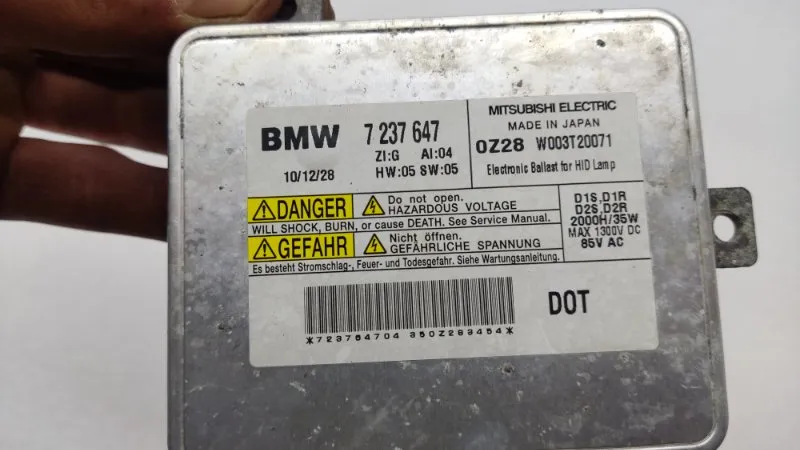 BMW 7 237 647
ZI:G AI:04
10/12/28 HW:05 SW:05
MITSUBISHI ELECTRIC
MADE IN JAPAN
0Z28 W003T20071
Electronic Ballast for HID Lamp
DANGER Do not open.
HAZARDOUS VOLTAGE
WILL SHOCK, BURN, or cause DEATH. See Service Manual.
GEFAHR Nicht öffnen.
GEFÄHRLICHE SPANNUNG
Es besteht Stromschlag-, Feuer- und Todesgefahr. Siehe Wartungsanleitung.
D1S,D1R
D2S,D2R
2000H/35W
MAX 1300V DC
85V AC
*723764704 350Z283454*
DOT